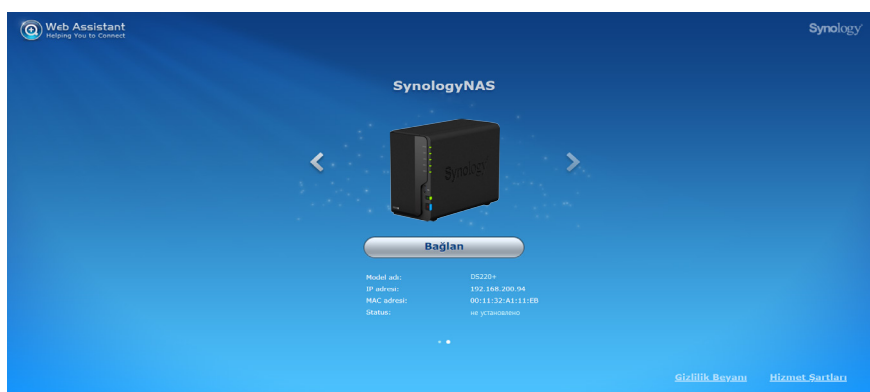 Web Assistant
Helping You to Connect
Synology
SynologyNAS
Synology
Bağlan
Model adı: DS220+
IP adresi: 192.168.200.94
MAC adresi: 00:11:32:A1:11:EB
Status: не установлено
Gizlilik Beyanı Hizmet Şartları